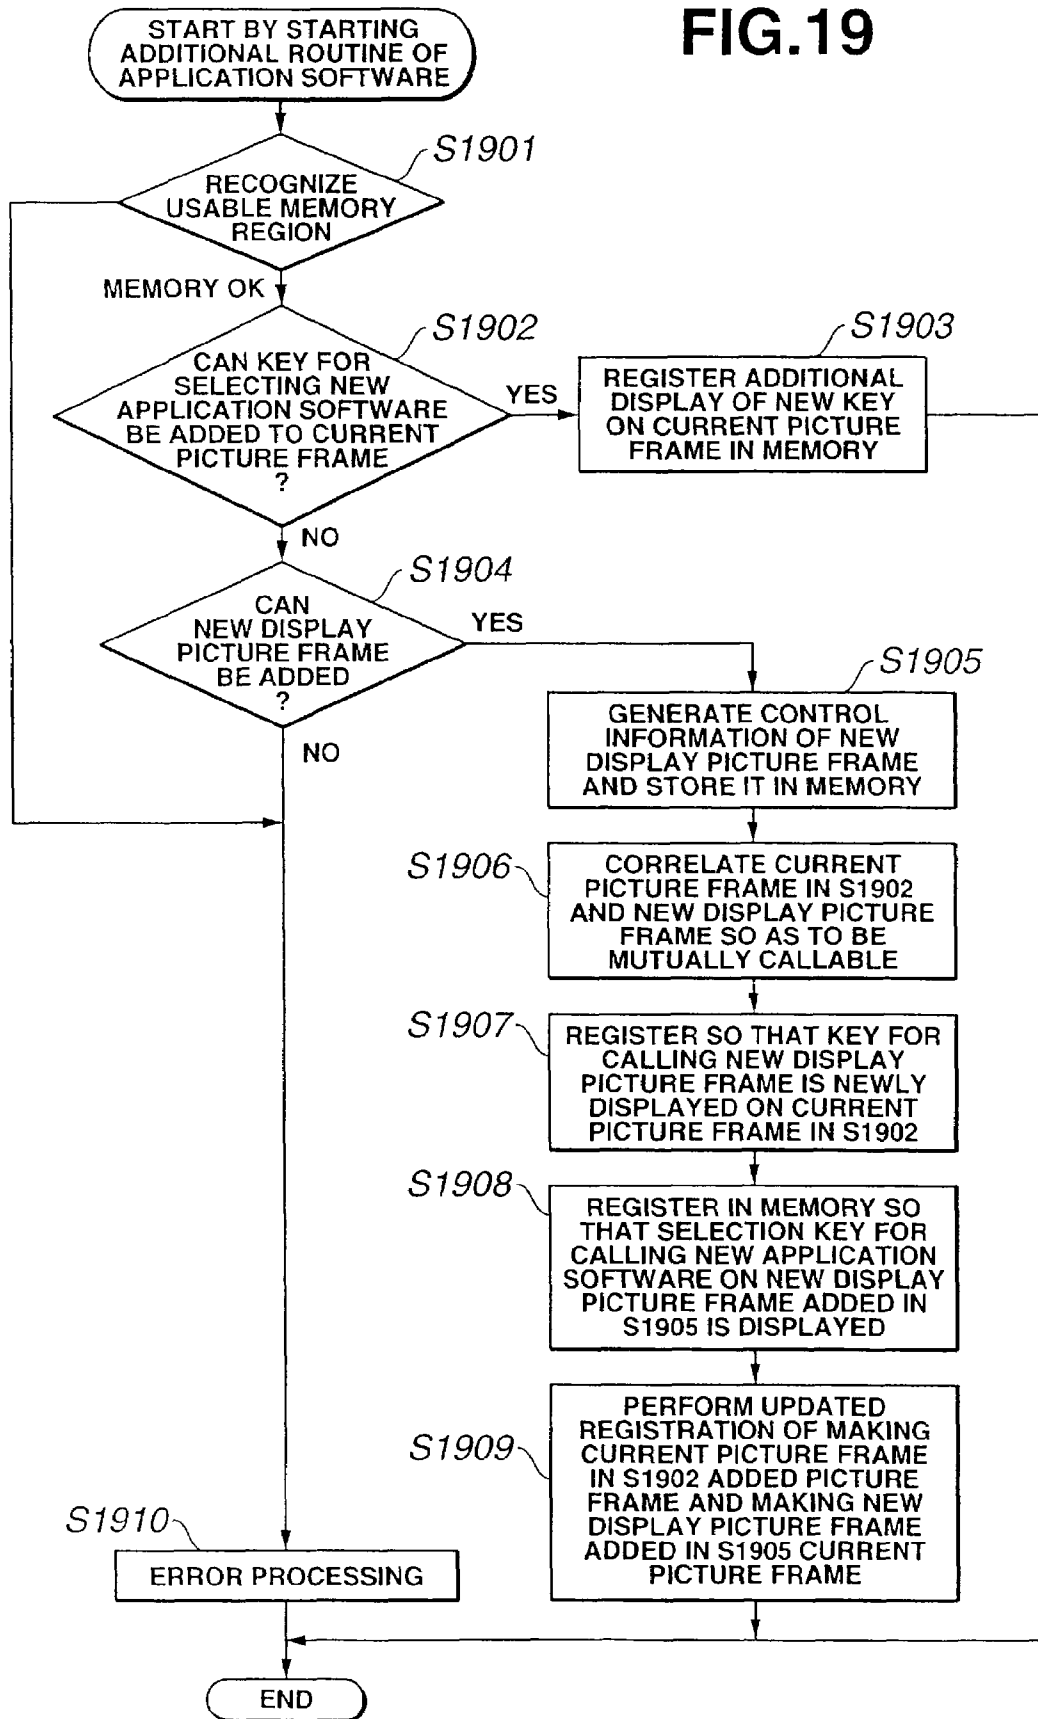 FIG.19
START BY STARTING
ADDITIONAL ROUTINE OF
APPLICATION SOFTWARE
S1901
RECOGNIZE
USABLE MEMORY
REGION
MEMORY OK
S1902
CAN KEY FOR
SELECTING NEW
APPLICATION SOFTWARE
BE ADDED TO CURRENT
PICTURE FRAME
?
YES
S1903
REGISTER ADDITIONAL
DISPLAY OF NEW KEY
ON CURRENT PICTURE
FRAME IN MEMORY
NO
S1904
CAN
NEW DISPLAY
PICTURE FRAME
BE ADDED
?
YES
NO
S1905
GENERATE CONTROL
INFORMATION OF NEW
DISPLAY PICTURE FRAME
AND STORE IT IN MEMORY
S1906
CORRELATE CURRENT
PICTURE FRAME IN S1902
AND NEW DISPLAY PICTURE
FRAME SO AS TO BE
MUTUALLY CALLABLE
S1907
REGISTER SO THAT KEY FOR
CALLING NEW DISPLAY
PICTURE FRAME IS NEWLY
DISPLAYED ON CURRENT
PICTURE FRAME IN S1902
S1908
REGISTER IN MEMORY SO
THAT SELECTION KEY FOR
CALLING NEW APPLICATION
SOFTWARE ON NEW DISPLAY
PICTURE FRAME ADDED IN
S1905 IS DISPLAYED
S1909
PERFORM UPDATED
REGISTRATION OF MAKING
CURRENT PICTURE FRAME
IN S1902 ADDED PICTURE
FRAME AND MAKING NEW
DISPLAY PICTURE FRAME
ADDED IN S1905 CURRENT
PICTURE FRAME
S1910
ERROR PROCESSING
END